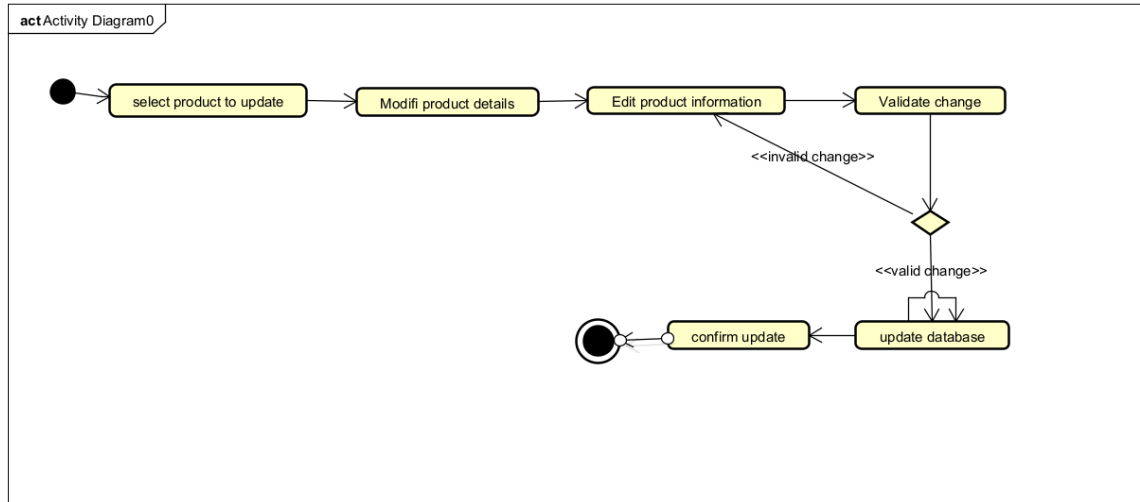 act Activity Diagram0
select product to update
Modifi product details
Edit product information
Validate change
<<invalid change>>
<<valid change>>
confirm update
update database